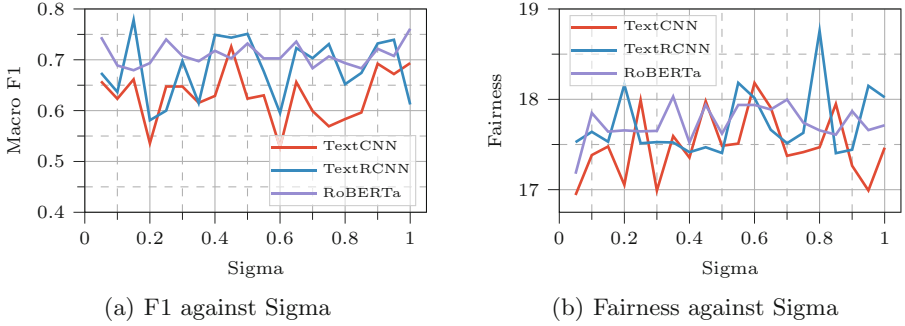 0.8
0.7
0.6
0.5
0.4
Macro F1
TextCNN
TextRCNN
RoBERTa
0 0.2 0.4 0.6 0.8 1
Sigma
(a) F1 against Sigma
19
18
17
Fairness
TextCNN
TextRCNN
RoBERTa
0 0.2 0.4 0.6 0.8 1
Sigma
(b) Fairness against Sigma